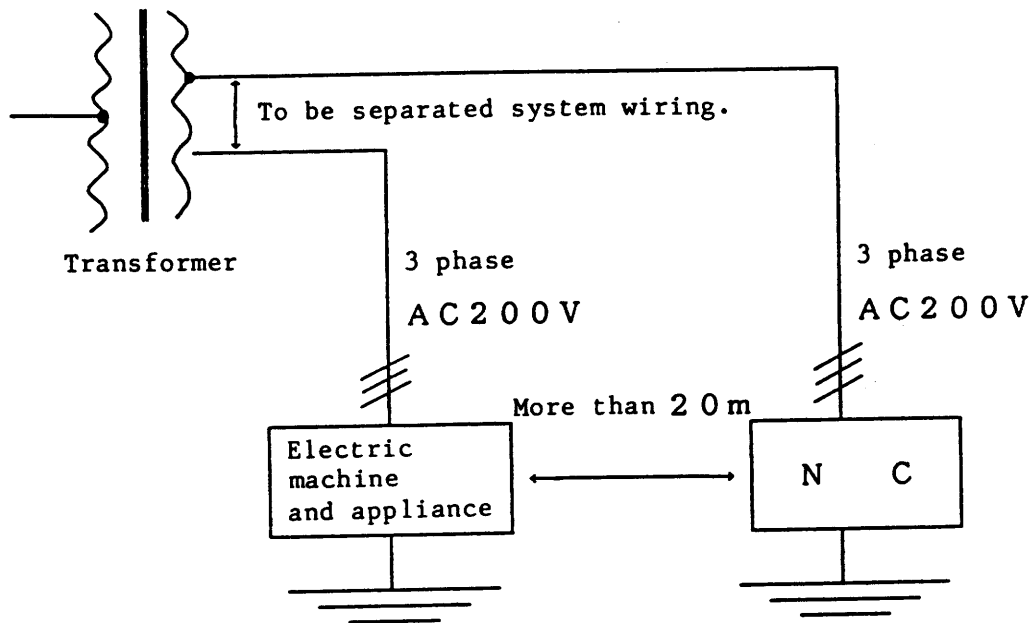 To be separated system wiring.
Transformer
3 phase
AC200V
3 phase
AC200V
More than 20m
Electric
machine
and appliance
N C